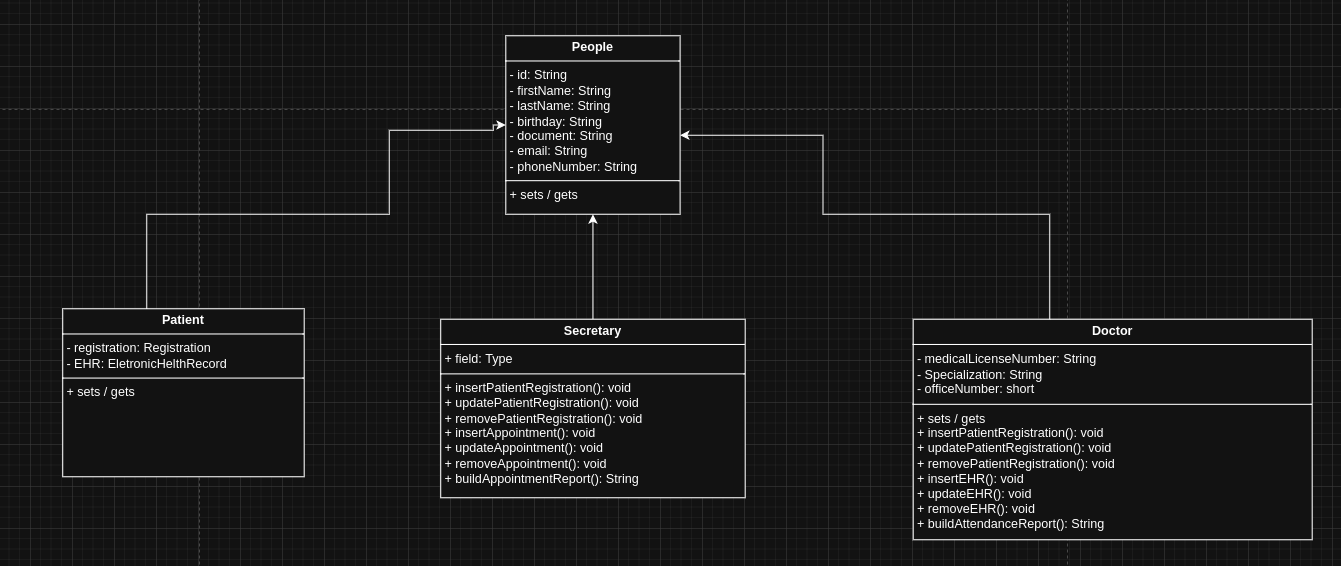 People
- id: String
- firstName: String
- lastName: String
- birthday: String
- document: String
- email: String
- phoneNumber: String
+ sets / gets
Patient
- registration: Registration
- EHR: EletronicHelthRecord
+ sets / gets
Secretary
+ field: Type
+ insertPatientRegistration(): void
+ updatePatientRegistration(): void
+ removePatientRegistration(): void
+ insertAppointment(): void
+ updateAppointment(): void
+ removeAppointment(): void
+ buildAppointmentReport(): String
Doctor
- medicalLicenseNumber: String
- Specialization: String
- officeNumber: short
+ sets / gets
+ insertPatientRegistration(): void
+ updatePatientRegistration(): void
+ removePatientRegistration(): void
+ insertEHR(): void
+ updateEHR(): void
+ removeEHR(): void
+ buildAttendanceReport(): String